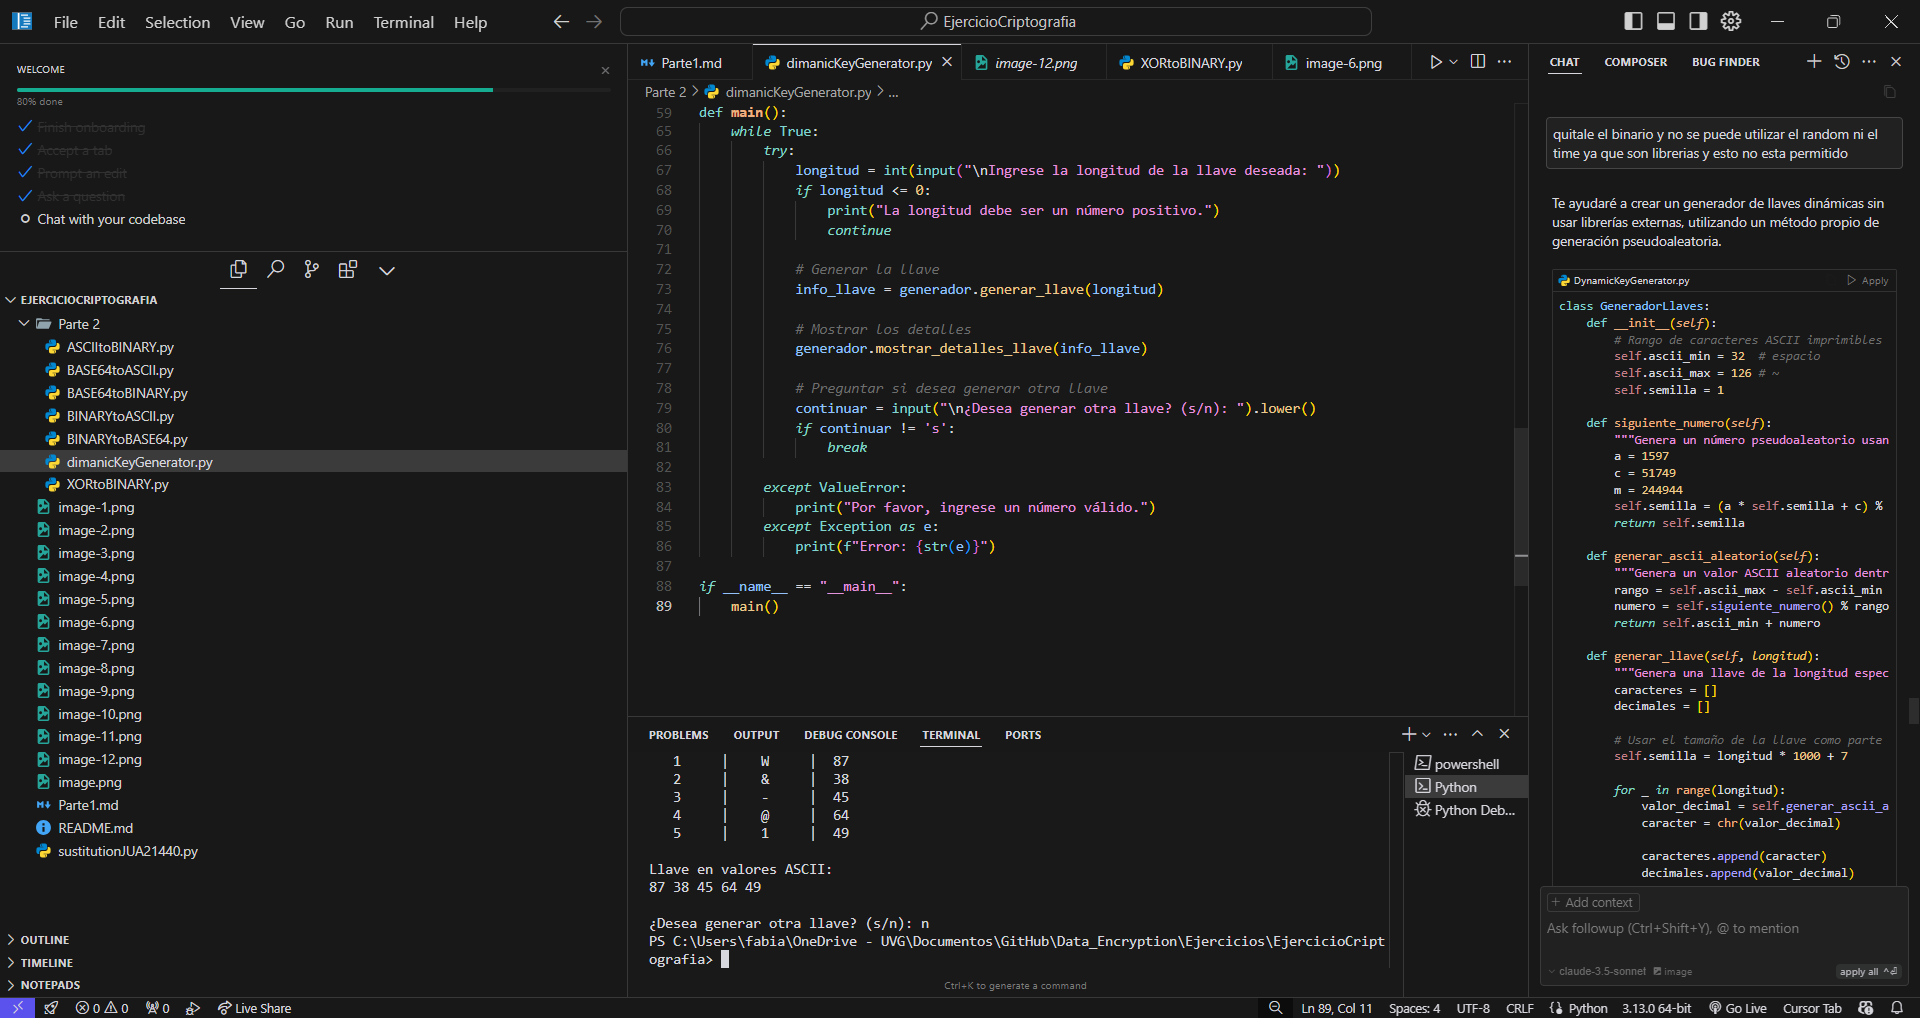 File Edit Selection View Go Run Terminal Help
EjercicioCriptografia
WELCOME
80% done
Finish onboarding
Accept a tab
Prompt an edit
Ask a question
Chat with your codebase
EJERCICIOCRIPTOGRAFIA
Parte 2
ASCIItoBINARY.py
BASE64toASCII.py
BASE64toBINARY.py
BINARYtoASCII.py
BINARYtoBASE64.py
dimanicKeyGenerator.py
XORtoBINARY.py
image-1.png
image-2.png
image-3.png
image-4.png
image-5.png
image-6.png
image-7.png
image-8.png
image-9.png
image-10.png
image-11.png
image-12.png
image.png
Parte1.md
README.md
sustitutionJUA21440.py
OUTLINE
TIMELINE
NOTEPADS
Parte1.md dimanicKeyGenerator.py image-12.png XORtoBINARY.py image-6.png
Parte 2 > dimanicKeyGenerator.py > ...
59 def main():
65 while True:
66 try:
67 longitud = int(input("\nIngrese la longitud de la llave deseada: "))
68 if longitud <= 0:
69 print("La longitud debe ser un número positivo.")
70 continue
71
72 # Generar la llave
73 info_llave = generador.generar_llave(longitud)
74
75 # Mostrar los detalles
76 generador.mostrar_detalles_llave(info_llave)
77
78 # Preguntar si desea generar otra llave
79 continuar = input("\n¿Desea generar otra llave? (s/n): ").lower()
80 if continuar != 's':
81 break
82
83 except ValueError:
84 print("Por favor, ingrese un número válido.")
85 except Exception as e:
86 print(f"Error: {str(e)}")
87
88 if __name__ == "__main__":
89 main()
PROBLEMS OUTPUT DEBUG CONSOLE TERMINAL PORTS
1 | W | 87
2 | & | 38
3 | - | 45
4 | @ | 64
5 | 1 | 49
Llave en valores ASCII:
87 38 45 64 49
¿Desea generar otra llave? (s/n): n
PS C:\Users\fabia\OneDrive - UVG\Documentos\GitHub\Data_Encryption\Ejercicios\EjercicioCript
ografia>
Ctrl+K to generate a command
powershell
Python
Python Deb...
CHAT COMPOSER BUG FINDER
quitale el binario y no se puede utilizar el random ni el
time ya que son librerias y esto no esta permitido
Te ayudaré a crear un generador de llaves dinámicas sin
usar librerías externas, utilizando un método propio de
generación pseudoaleatoria.
DynamicKeyGenerator.py Apply
class GeneradorLlaves:
def __init__(self):
# Rango de caracteres ASCII imprimibles
self.ascii_min = 32 # espacio
self.ascii_max = 126 # ~
self.semilla = 1
def siguiente_numero(self):
"""Genera un número pseudoaleatorio usan
a = 1597
c = 51749
m = 244944
self.semilla = (a * self.semilla + c) %
return self.semilla
def generar_ascii_aleatorio(self):
"""Genera un valor ASCII aleatorio dentr
rango = self.ascii_max - self.ascii_min
numero = self.siguiente_numero() % rango
return self.ascii_min + numero
def generar_llave(self, longitud):
"""Genera una llave de la longitud espec
caracteres = []
decimales = []
# Usar el tamaño de la llave como parte
self.semilla = longitud * 1000 + 7
for _ in range(longitud):
valor_decimal = self.generar_ascii_a
caracter = chr(valor_decimal)
caracteres.append(caracter)
decimales.append(valor_decimal)
+ Add context
Ask followup (Ctrl+Shift+Y), @ to mention
claude-3.5-sonnet image apply all
0 0 0 Live Share Ln 89, Col 11 Spaces: 4 UTF-8 CRLF Python 3.13.0 64-bit Go Live Cursor Tab